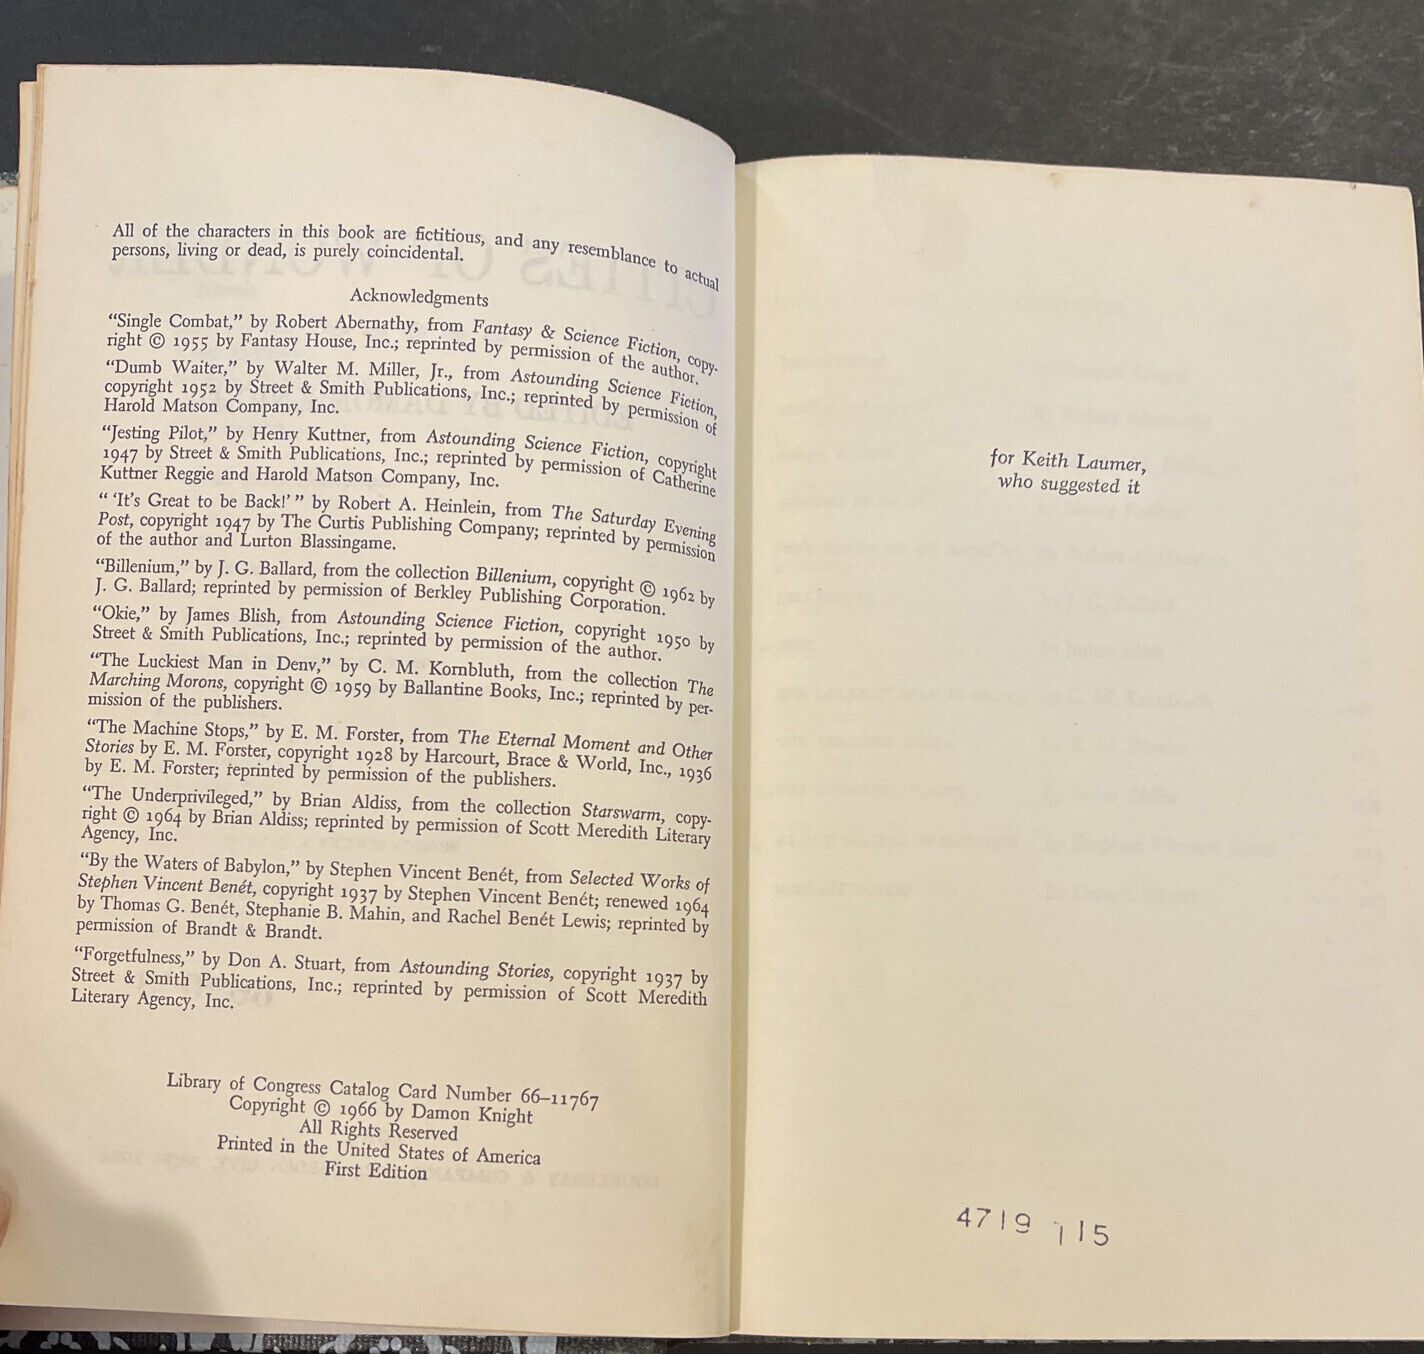 All of the characters in this book are fictitious, and any resemblance to actual
persons, living or dead, is purely coincidental.
Acknowledgments
“Single Combat,” by Robert Abernathy, from Fantasy & Science Fiction, copy-
right © 1955 by Fantasy House, Inc.; reprinted by permission of the author.
“Dumb Waiter,” by Walter M. Miller, Jr., from Astounding Science Fiction,
copyright 1952 by Street & Smith Publications, Inc.; reprinted by permission of
Harold Matson Company, Inc.
“Jesting Pilot,” by Henry Kuttner, from Astounding Science Fiction, copyright
1947 by Street & Smith Publications, Inc.; reprinted by permission of Catherine
Kuttner Reggie and Harold Matson Company, Inc.
“ ‘It’s Great to be Back!’ ” by Robert A. Heinlein, from The Saturday Evening
Post, copyright 1947 by The Curtis Publishing Company; reprinted by permission
of the author and Lurton Blassingame.
“Billenium,” by J. G. Ballard, from the collection Billenium, copyright © 1962 by
J. G. Ballard; reprinted by permission of Berkley Publishing Corporation.
“Okie,” by James Blish, from Astounding Science Fiction, copyright 1950 by
Street & Smith Publications, Inc.; reprinted by permission of the author.
“The Luckiest Man in Denv,” by C. M. Kornbluth, from the collection The
Marching Morons, copyright © 1959 by Ballantine Books, Inc.; reprinted by per-
mission of the publishers.
“The Machine Stops,” by E. M. Forster, from The Eternal Moment and Other
Stories by E. M. Forster, copyright 1928 by Harcourt, Brace & World, Inc., 1936
by E. M. Forster; reprinted by permission of the publishers.
“The Underprivileged,” by Brian Aldiss, from the collection Starswarm, copy-
right © 1964 by Brian Aldiss; reprinted by permission of Scott Meredith Literary
Agency, Inc.
“By the Waters of Babylon,” by Stephen Vincent Benét, from Selected Works of
Stephen Vincent Benét, copyright 1937 by Stephen Vincent Benét; renewed 1964
by Thomas G. Benét, Stephanie B. Mahin, and Rachel Benét Lewis; reprinted by
permission of Brandt & Brandt.
“Forgetfulness,” by Don A. Stuart, from Astounding Stories, copyright 1937 by
Street & Smith Publications, Inc.; reprinted by permission of Scott Meredith
Literary Agency, Inc.
Library of Congress Catalog Card Number 66–11767
Copyright © 1966 by Damon Knight
All Rights Reserved
Printed in the United States of America
First Edition
for Keith Laumer,
who suggested it
4719 115